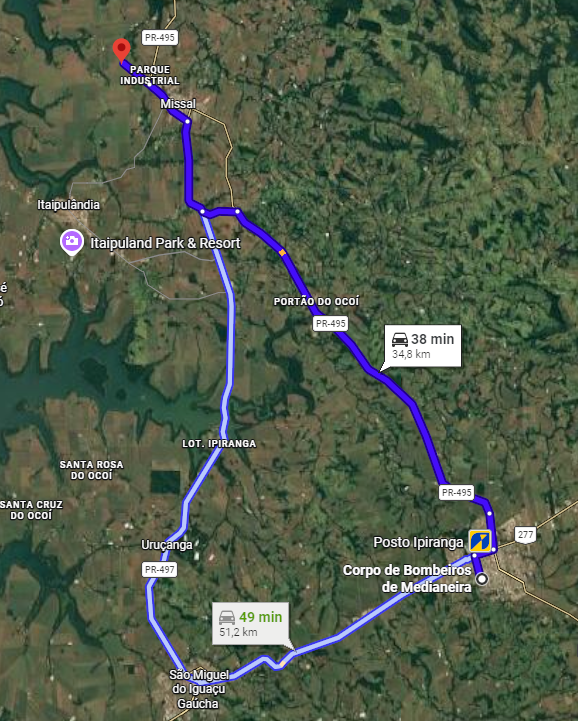 PR-495
PARQUE
INDUSTRIAL
Missal
Itaipulândia
Itaipuland Park & Resort
é
ó
PORTÃO DO OCOÍ
PR-495
38 min
34,8 km
LOT. IPIRANGA
SANTA ROSA
DO OCOÍ
PR-495
SANTA CRUZ
DO OCOÍ
277
Posto Ipiranga
Uruçanga
Corpo de Bombeiros
de Medianeira
PR-497
49 min
51,2 km
São Miguel
do Iguaçu
Gaúcha